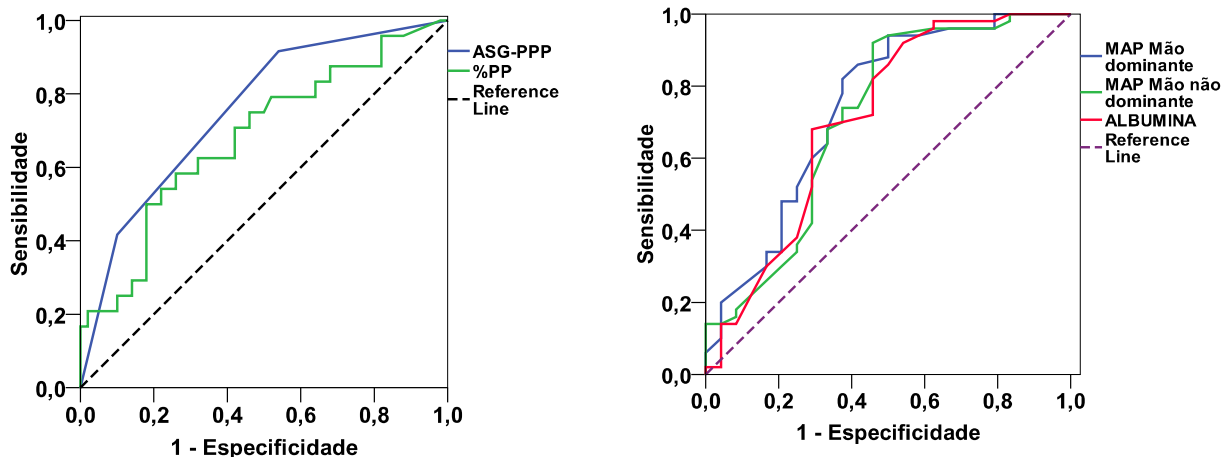 1,0
0,8
0,6
0,4
0,2
0,0
Sensibilidade
0,0 0,2 0,4 0,6 0,8 1,0
1 - Especificidade
ASG-PPP
%PP
Reference
Line
1,0
0,8
0,6
0,4
0,2
0,0
Sensibilidade
0,0 0,2 0,4 0,6 0,8 1,0
1 - Especificidade
MAP Mão
dominante
MAP Mão não
dominante
ALBUMINA
Reference
Line